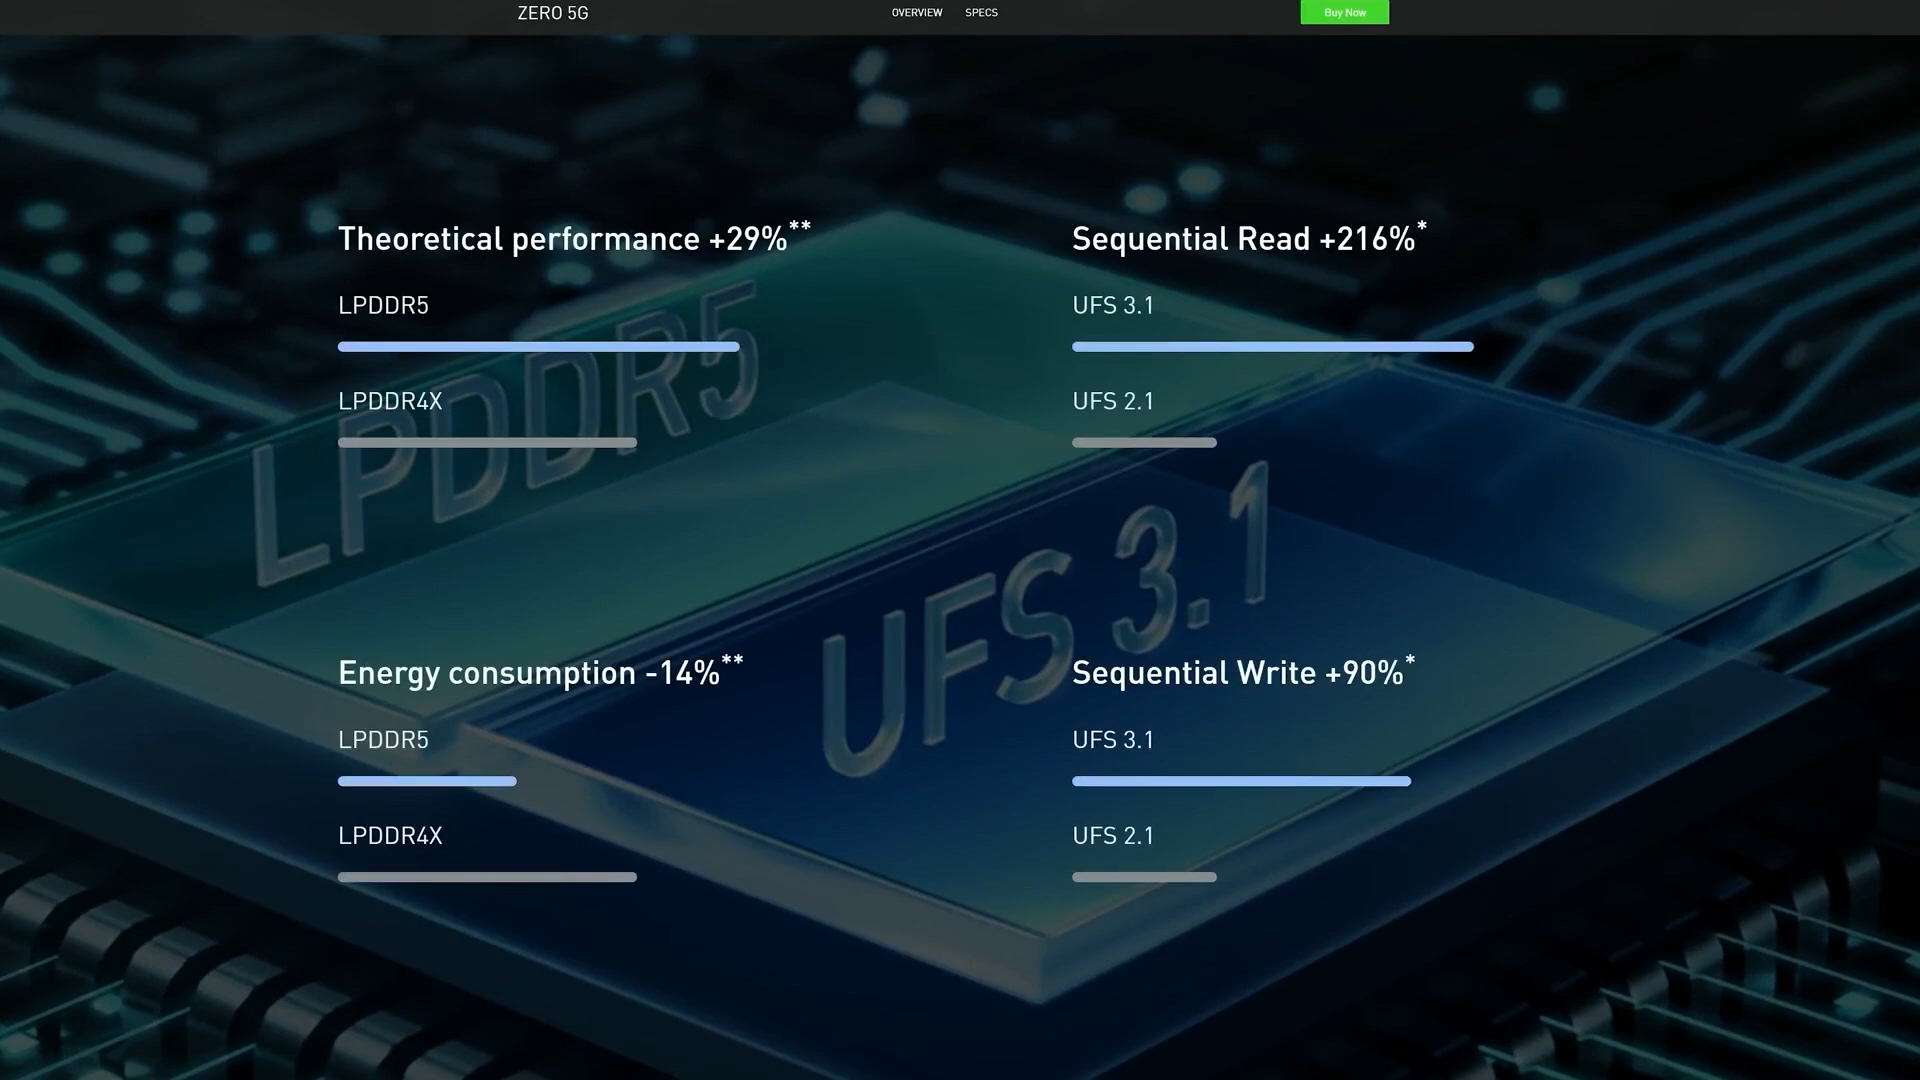 ZERO 5G
OVERVIEW SPECS
Buy Now
Theoretical performance +29%**
LPDDR5
LPDDR4X
Sequential Read +216%*
UFS 3.1
UFS 2.1
LPDDR5
UFS 3.1
Energy consumption -14%**
LPDDR5
LPDDR4X
Sequential Write +90%*
UFS 3.1
UFS 2.1